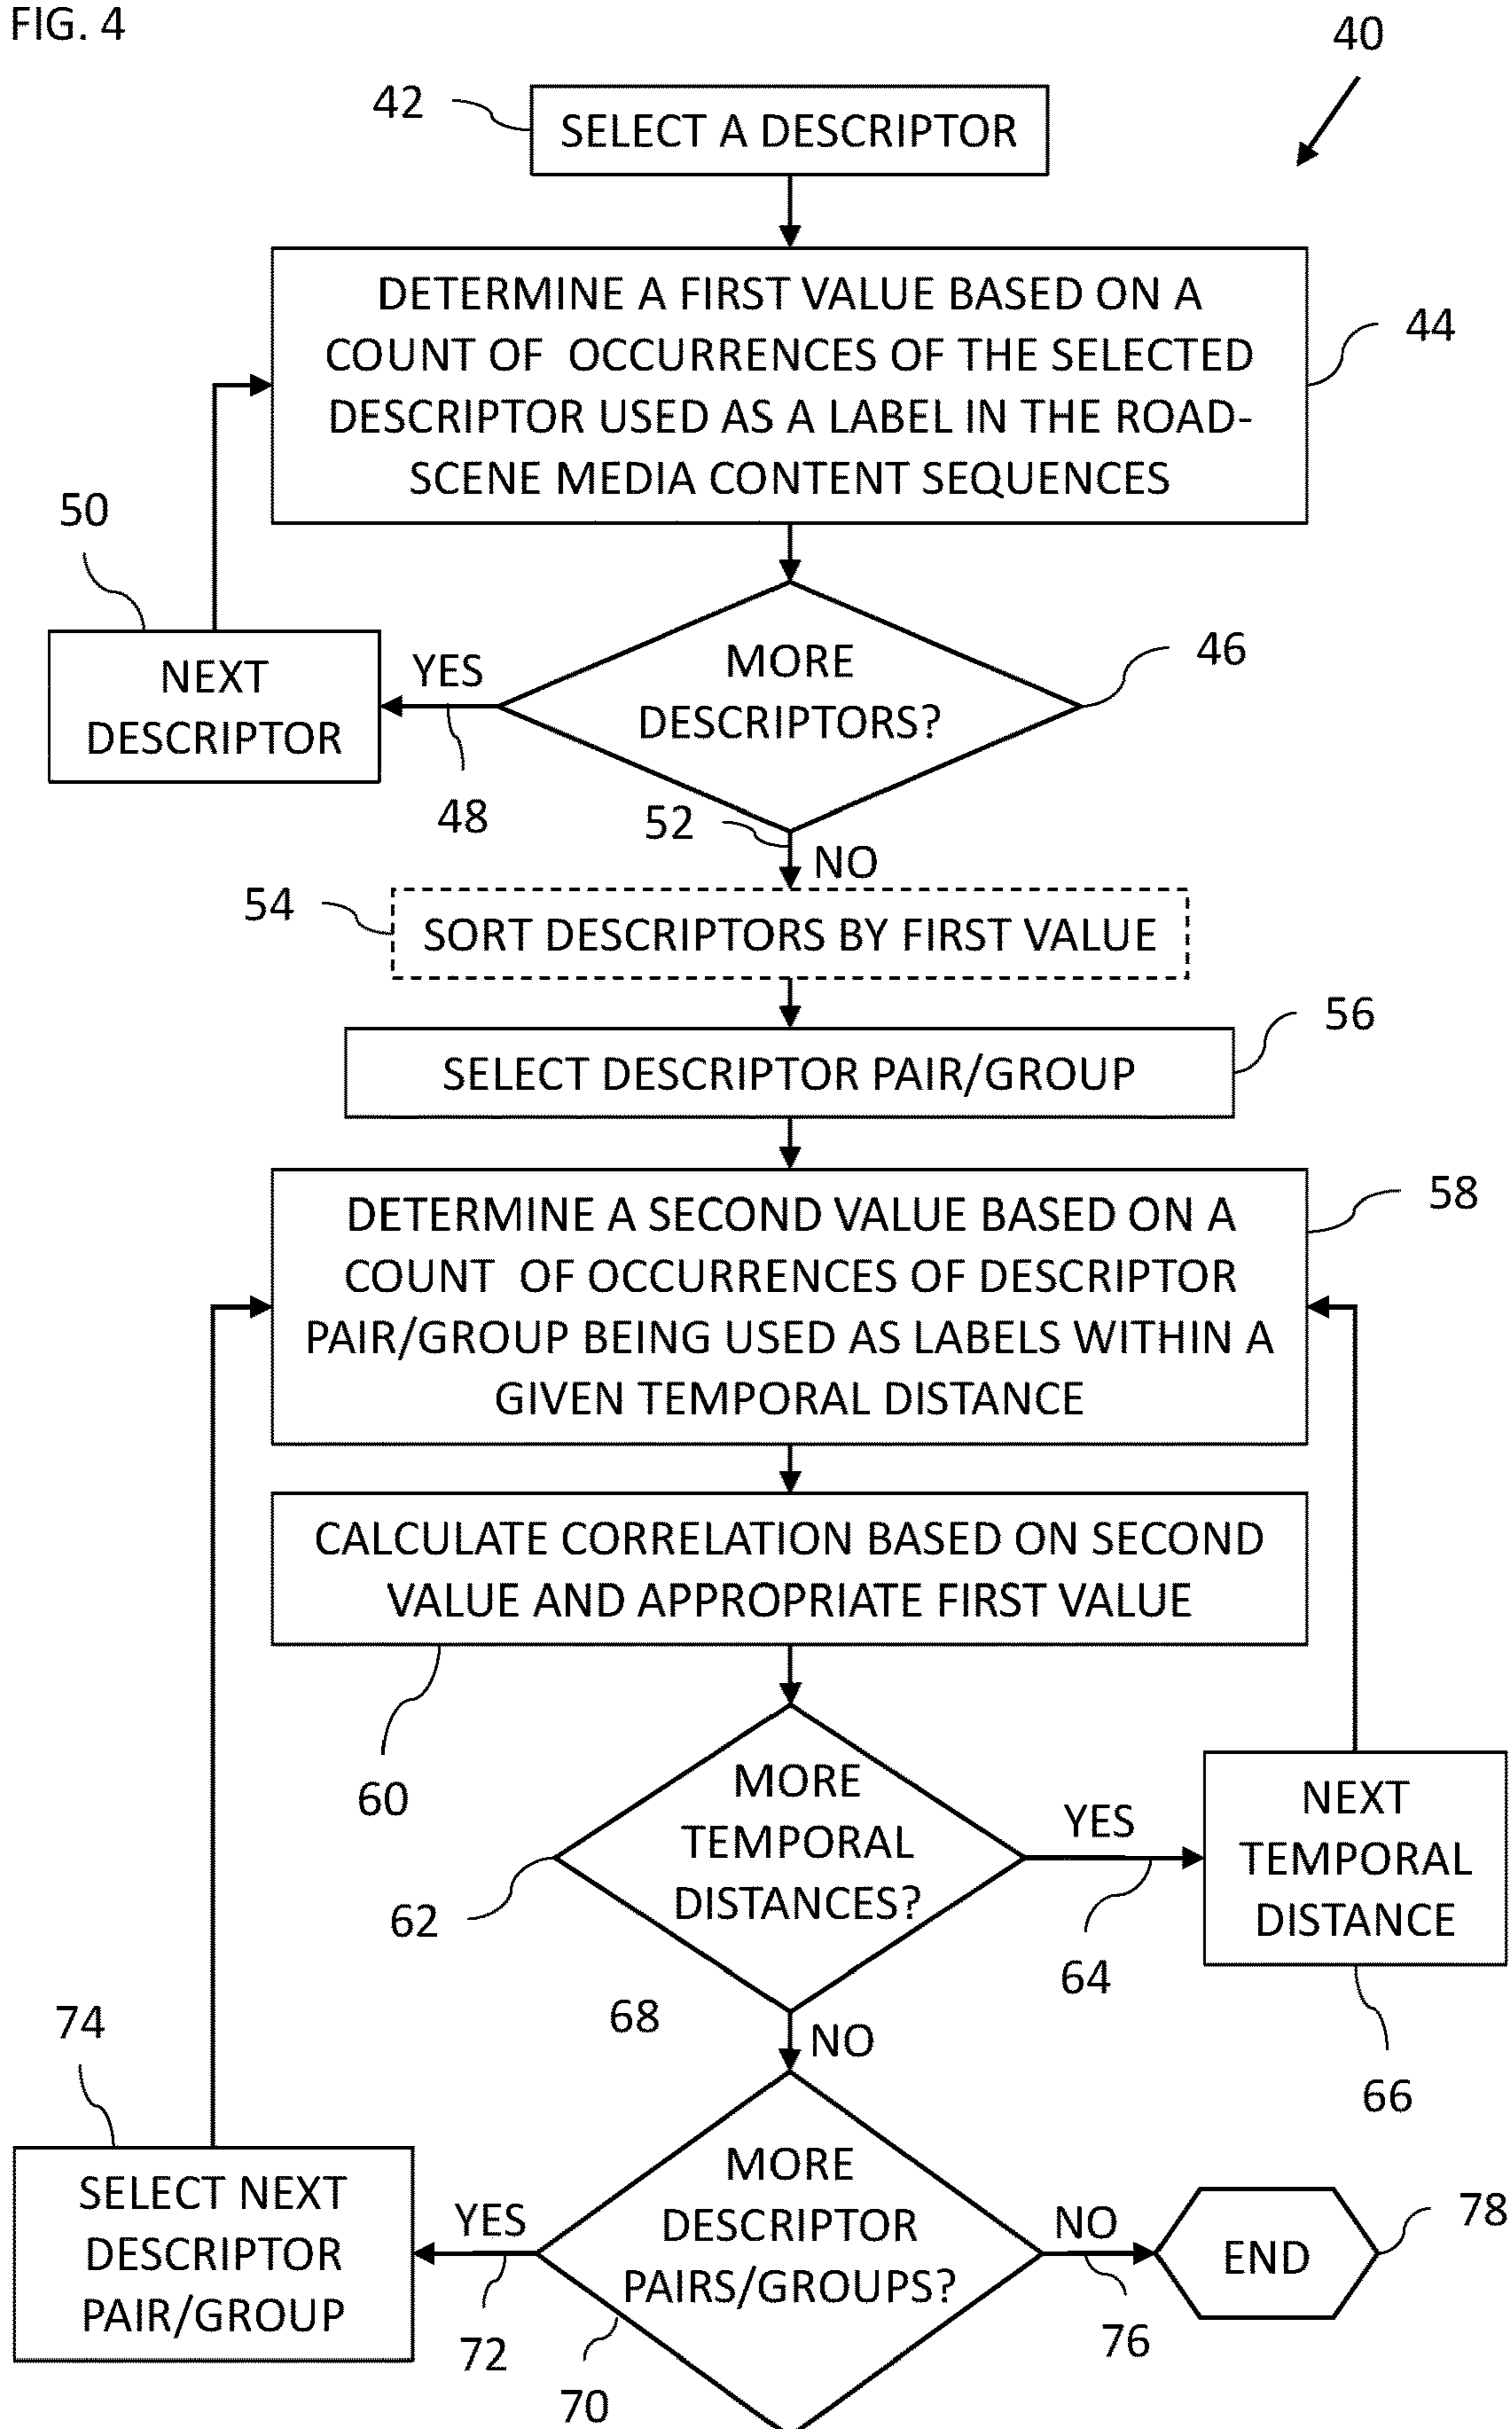 FIG. 4
40
42
SELECT A DESCRIPTOR
DETERMINE A FIRST VALUE BASED ON A
COUNT OF OCCURRENCES OF THE SELECTED
DESCRIPTOR USED AS A LABEL IN THE ROAD-
SCENE MEDIA CONTENT SEQUENCES
44
50
NEXT
DESCRIPTOR
YES
48
MORE
DESCRIPTORS?
46
52
NO
54
SORT DESCRIPTORS BY FIRST VALUE
56
SELECT DESCRIPTOR PAIR/GROUP
58
DETERMINE A SECOND VALUE BASED ON A
COUNT OF OCCURRENCES OF DESCRIPTOR
PAIR/GROUP BEING USED AS LABELS WITHIN A
GIVEN TEMPORAL DISTANCE
CALCULATE CORRELATION BASED ON SECOND
VALUE AND APPROPRIATE FIRST VALUE
60
MORE
TEMPORAL
DISTANCES?
62
YES
64
NEXT
TEMPORAL
DISTANCE
66
68
NO
74
SELECT NEXT
DESCRIPTOR
PAIR/GROUP
YES
72
MORE
DESCRIPTOR
PAIRS/GROUPS?
70
NO
76
END
78